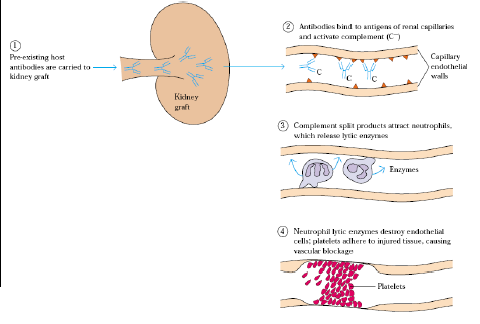 ①
Pre-existing host
antibodies are carried to
kidney graft
Kidney
graft
② Antibodies bind to antigens of renal capillaries
and activate complement (C̅)
C
C
C
Capillary
endothelial
walls
③ Complement split products attract neutrophils,
which release lytic enzymes
Enzymes
④ Neutrophil lytic enzymes destroy endothelial
cells; platelets adhere to injured tissue, causing
vascular blockage
Platelets